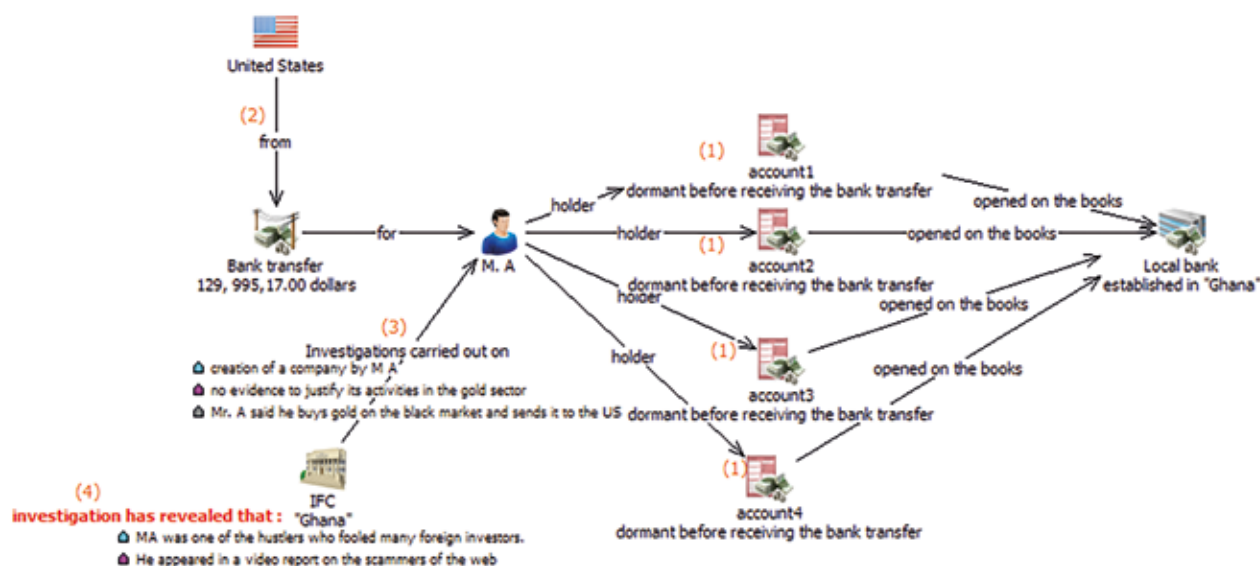 United States
(2)
from
Bank transfer
129, 995,17.00 dollars
for
M. A
holder
holder
holder
holder
(1)
account1
dormant before receiving the bank transfer
(1)
account2
dormant before receiving the bank transfer
(1)
account3
dormant before receiving the bank transfer
(1)
account4
dormant before receiving the bank transfer
opened on the books
opened on the books
opened on the books
opened on the books
Local bank
established in "Ghana"
(3)
Investigations carried out on
creation of a company by M A
no evidence to justify its activities in the gold sector
Mr. A said he buys gold on the black market and sends it to the US
IFC
"Ghana"
(4)
investigation has revealed that :
MA was one of the hustlers who fooled many foreign investors.
He appeared in a video report on the scammers of the web